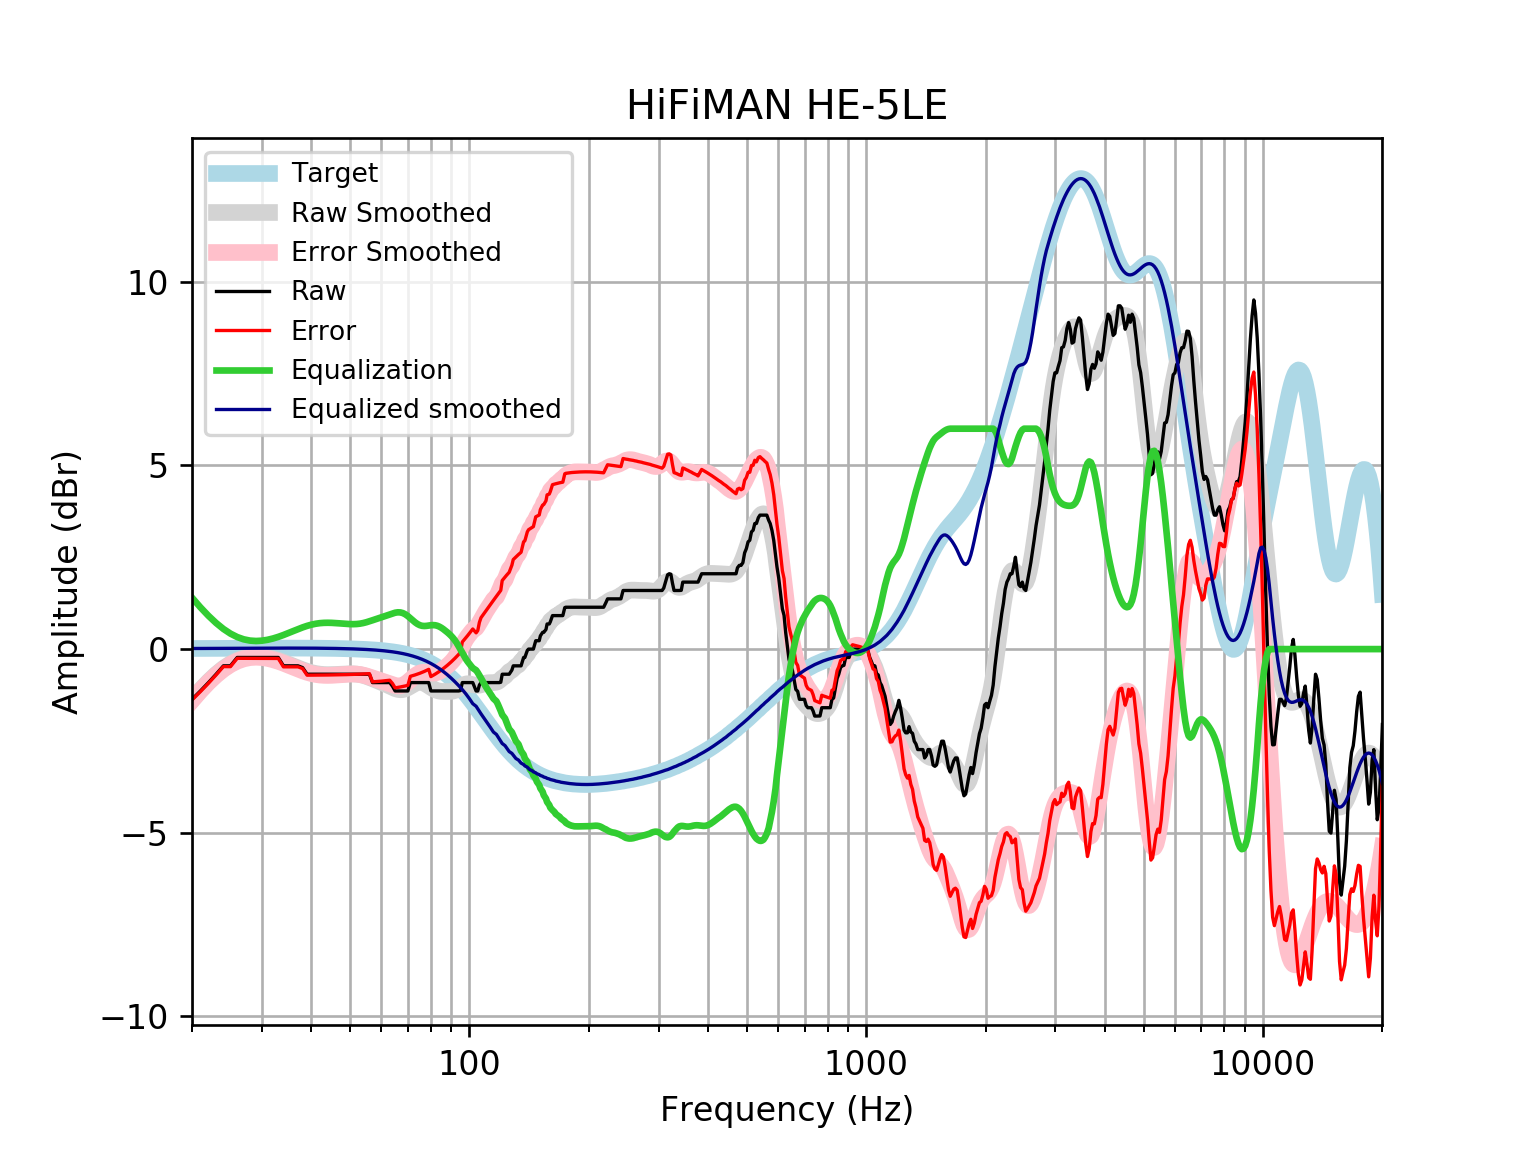 HiFiMAN HE-5LE
Target
Raw Smoothed
Error Smoothed
Raw
Error
Equalization
Equalized smoothed
10
5
0
−5
−10
Amplitude (dBr)
100
1000
10000
Frequency (Hz)